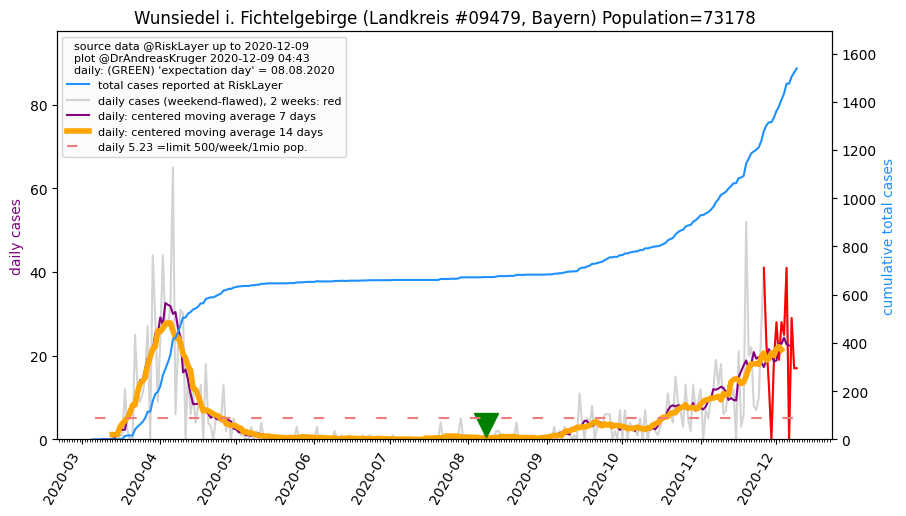 Wunsiedel i. Fichtelgebirge (Landkreis #09479, Bayern) Population=73178
source data @RiskLayer up to 2020-12-09
plot @DrAndreasKruger 2020-12-09 04:43
daily: (GREEN) 'expectation day' = 08.08.2020
total cases reported at RiskLayer
daily cases (weekend-flawed), 2 weeks: red
daily: centered moving average 7 days
daily: centered moving average 14 days
daily 5.23 =limit 500/week/1mio pop.
daily cases
80
60
40
20
0
cumulative total cases
1600
1400
1200
1000
800
600
400
200
0
2020-03
2020-04
2020-05
2020-06
2020-07
2020-08
2020-09
2020-10
2020-11
2020-12